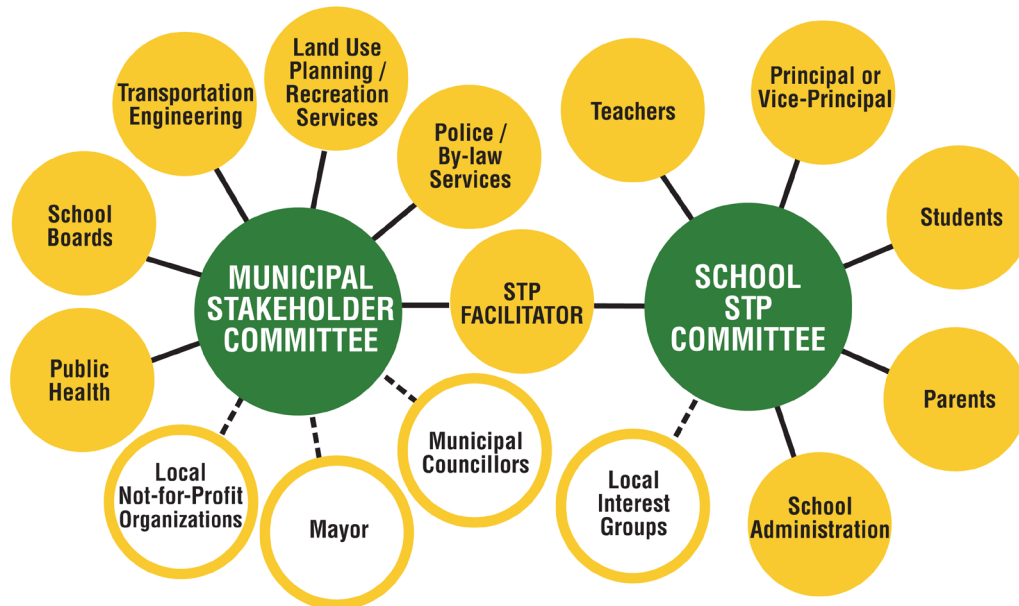 Land Use
Planning /
Recreation
Services
Transportation
Engineering
Police /
By-law
Services
School
Boards
Public
Health
MUNICIPAL
STAKEHOLDER
COMMITTEE
Local
Not-for-Profit
Organizations
Mayor
Municipal
Councillors
STP
FACILITATOR
Teachers
Principal or
Vice-Principal
Students
SCHOOL
STP
COMMITTEE
Parents
Local
Interest
Groups
School
Administration